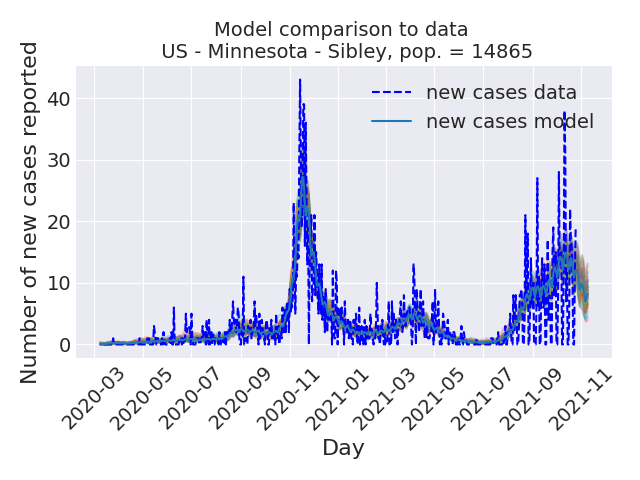 Model comparison to data
US - Minnesota - Sibley, pop. = 14865
Number of new cases reported
40
30
20
10
0
new cases data
new cases model
2020-03
2020-05
2020-07
2020-09
2020-11
2021-01
2021-03
2021-05
2021-07
2021-09
2021-11
Day